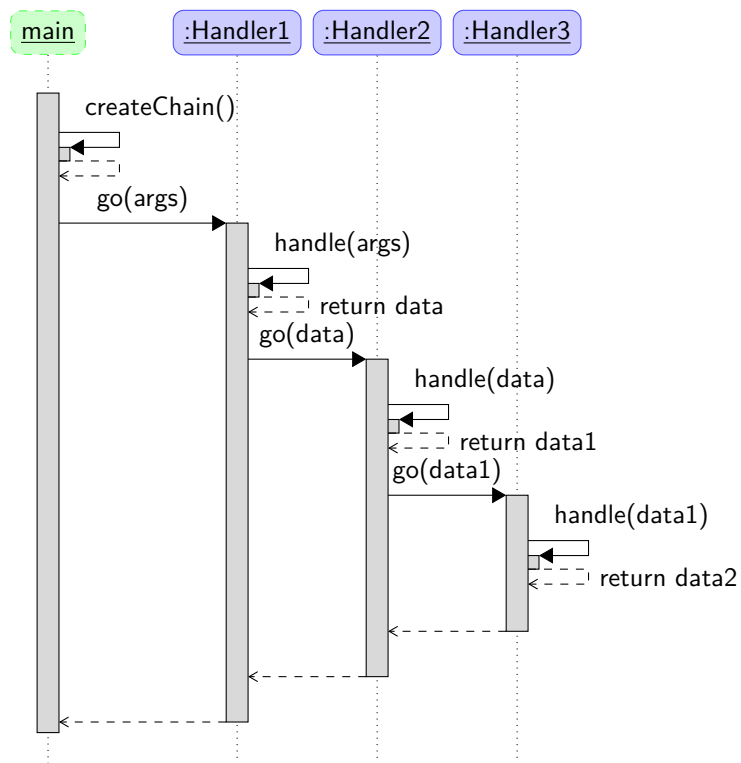 main
:Handler1
:Handler2
:Handler3
createChain()
go(args)
handle(args)
return data
go(data)
handle(data)
return data1
go(data1)
handle(data1)
return data2